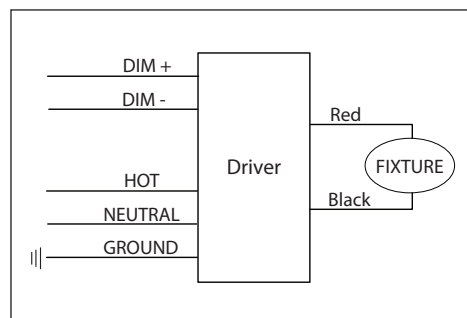 DIM +
DIM -
HOT
NEUTRAL
GROUND
Driver
Red
FIXTURE
Black